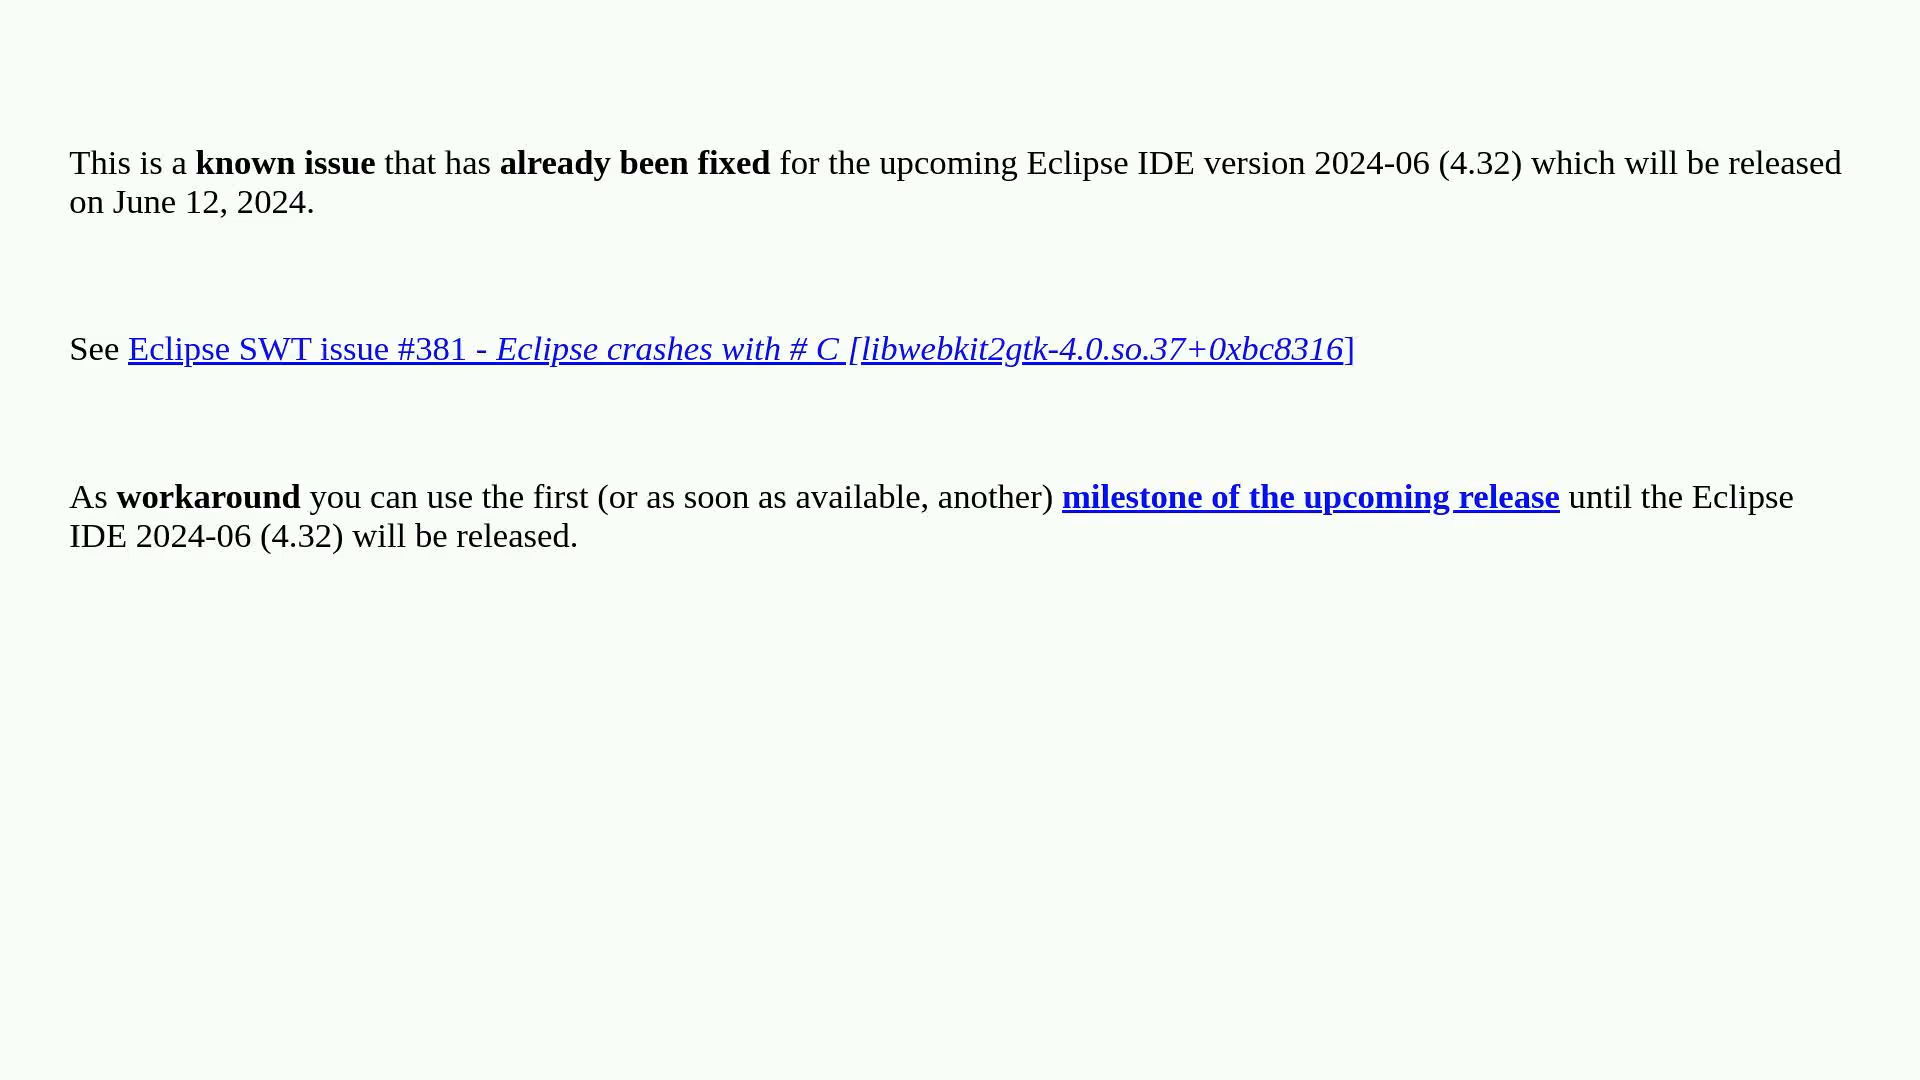 This is a known issue that has already been fixed for the upcoming Eclipse IDE version 2024-06 (4.32) which will be released
on June 12, 2024.
See Eclipse SWT issue #381 - Eclipse crashes with # C [libwebkit2gtk-4.0.so.37+0xbc8316]
As workaround you can use the first (or as soon as available, another) milestone of the upcoming release until the Eclipse
IDE 2024-06 (4.32) will be released.